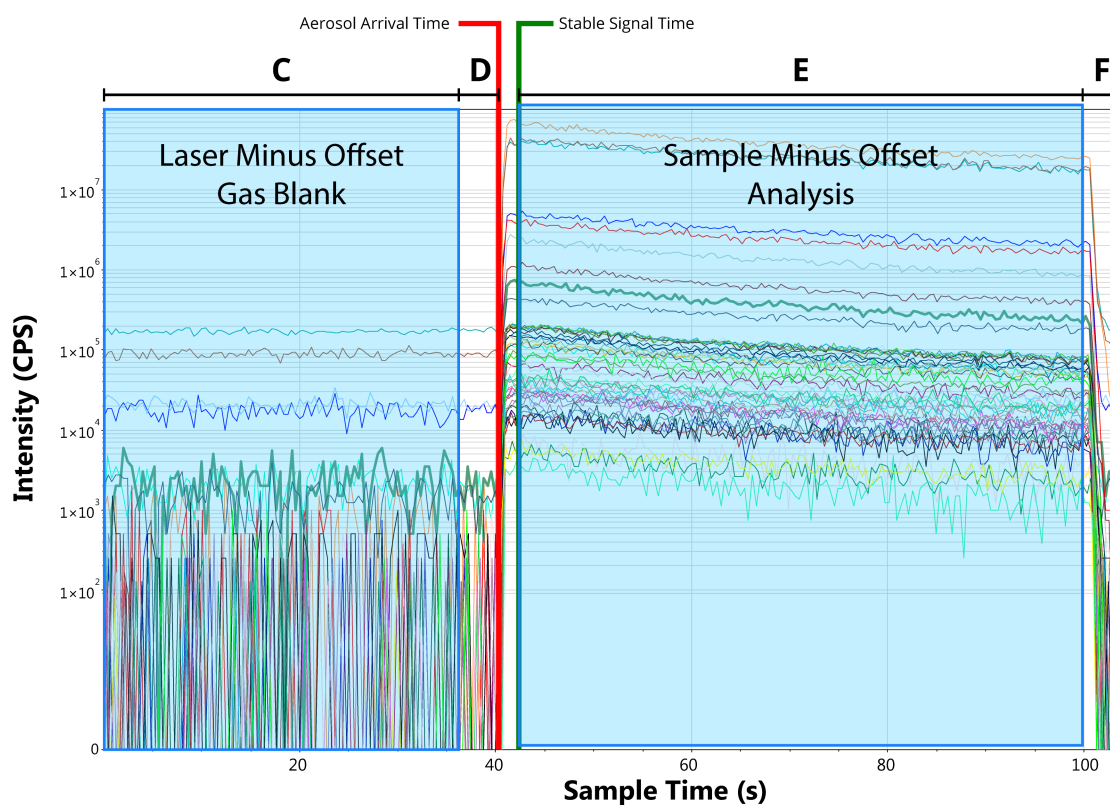 Aerosol Arrival Time
Stable Signal Time
C
D
E
F
Laser Minus Offset
Gas Blank
Sample Minus Offset
Analysis
1×10⁷
1×10⁶
1×10⁵
1×10⁴
1×10³
1×10²
0
Intensity (CPS)
20
40
60
80
100
Sample Time (s)